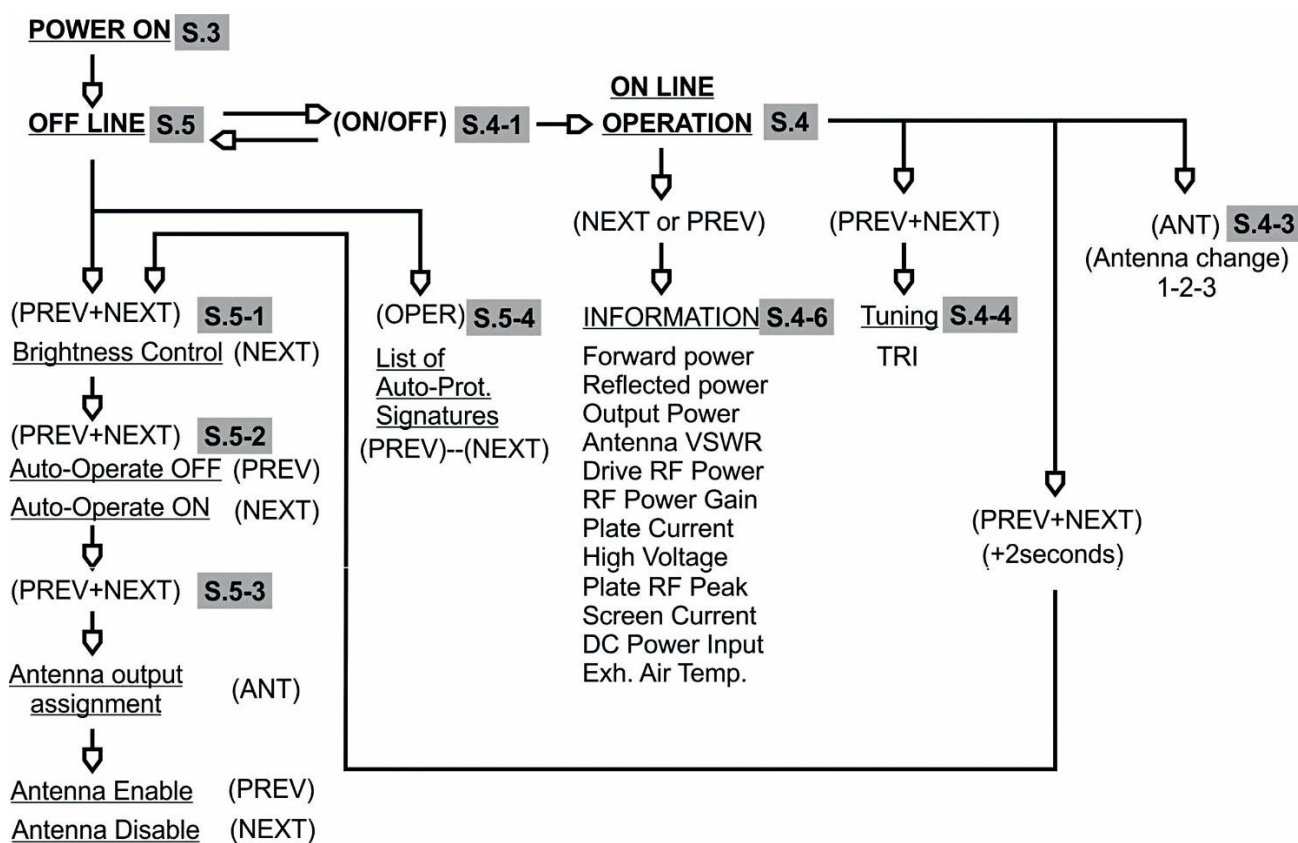 POWER ON S.3
OFF LINE S.5
(ON/OFF) S.4-1
ON LINE
OPERATION S.4
(PREV+NEXT) S.5-1
Brightness Control (NEXT)
(PREV+NEXT) S.5-2
Auto-Operate OFF (PREV)
Auto-Operate ON (NEXT)
(PREV+NEXT) S.5-3
Antenna output
assignment (ANT)
Antenna Enable (PREV)
Antenna Disable (NEXT)
(OPER) S.5-4
List of
Auto-Prot.
Signatures
(PREV)--(NEXT)
(NEXT or PREV)
INFORMATION S.4-6
Forward power
Reflected power
Output Power
Antenna VSWR
Drive RF Power
RF Power Gain
Plate Current
High Voltage
Plate RF Peak
Screen Current
DC Power Input
Exh. Air Temp.
(PREV+NEXT)
Tuning S.4-4
TRI
(PREV+NEXT)
(+2seconds)
(ANT) S.4-3
(Antenna change)
1-2-3